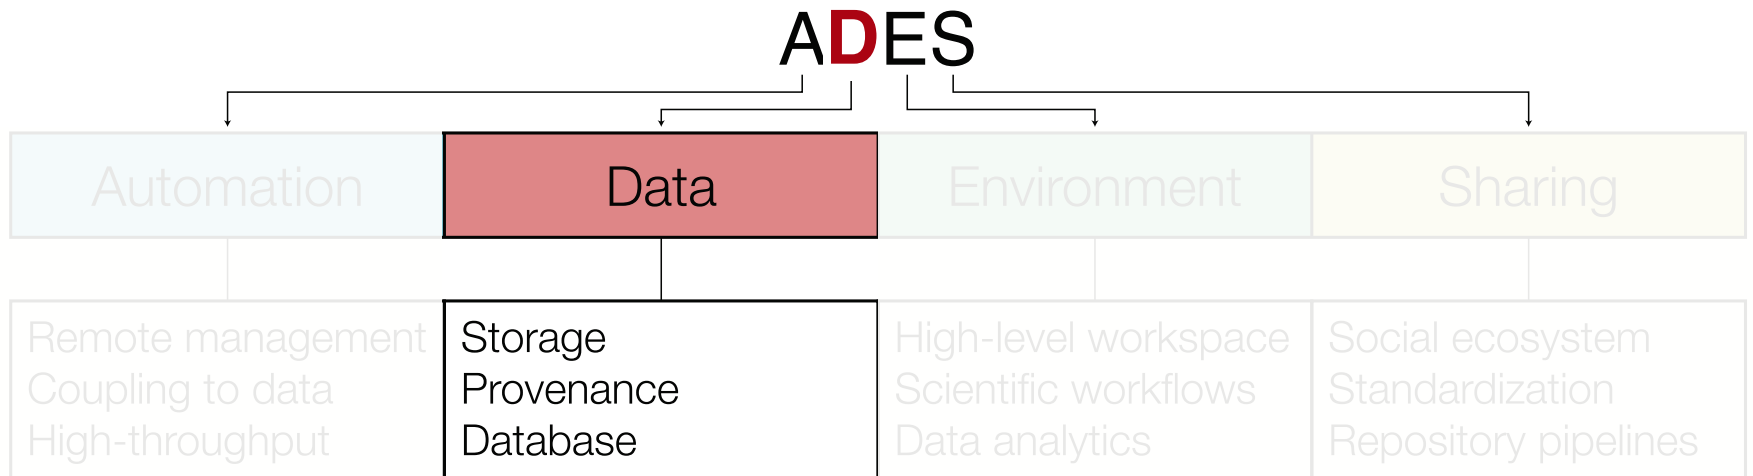 ADES
Automation
Data
Environment
Sharing
Remote management
Coupling to data
High-throughput
Storage
Provenance
Database
High-level workspace
Scientific workflows
Data analytics
Social ecosystem
Standardization
Repository pipelines